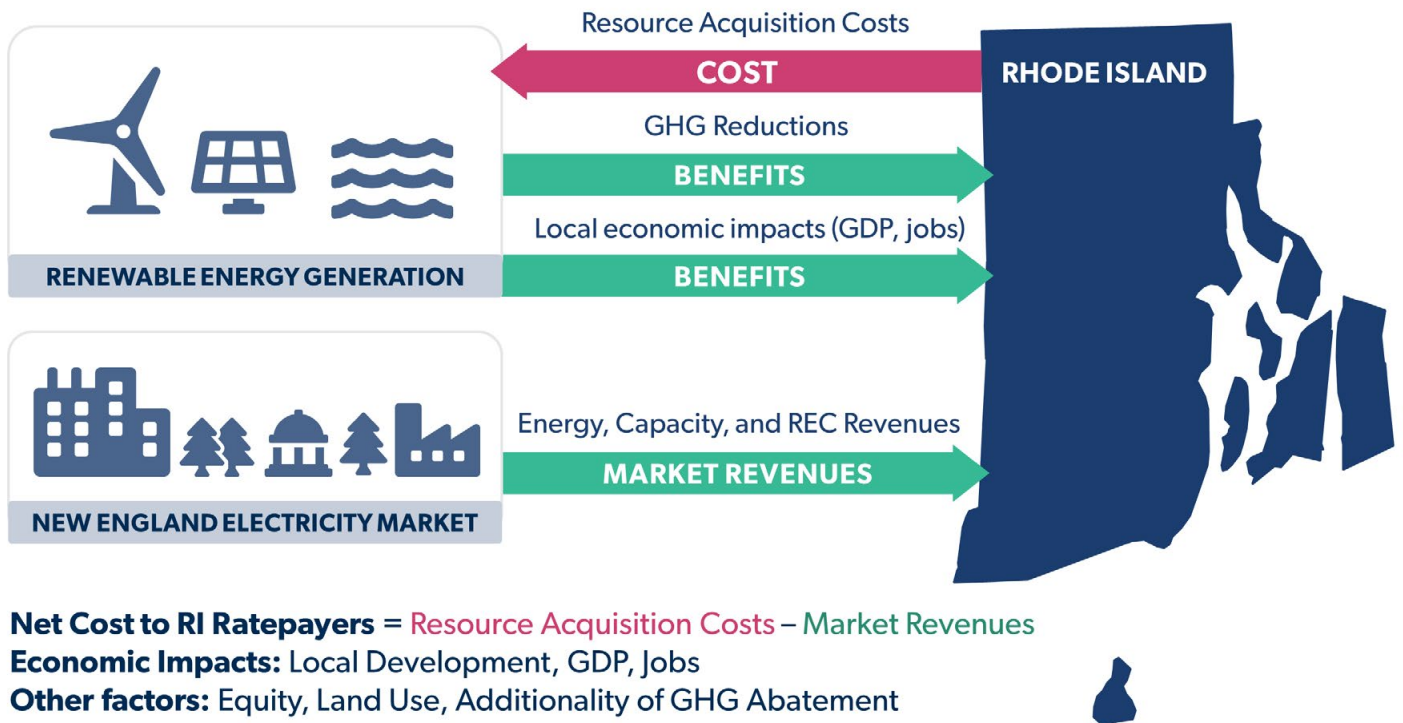 Resource Acquisition Costs
COST
RHODE ISLAND
GHG Reductions
BENEFITS
Local economic impacts (GDP, jobs)
RENEWABLE ENERGY GENERATION
BENEFITS
Energy, Capacity, and REC Revenues
MARKET REVENUES
NEW ENGLAND ELECTRICITY MARKET
Net Cost to RI Ratepayers = Resource Acquisition Costs – Market Revenues
Economic Impacts: Local Development, GDP, Jobs
Other factors: Equity, Land Use, Additionality of GHG Abatement